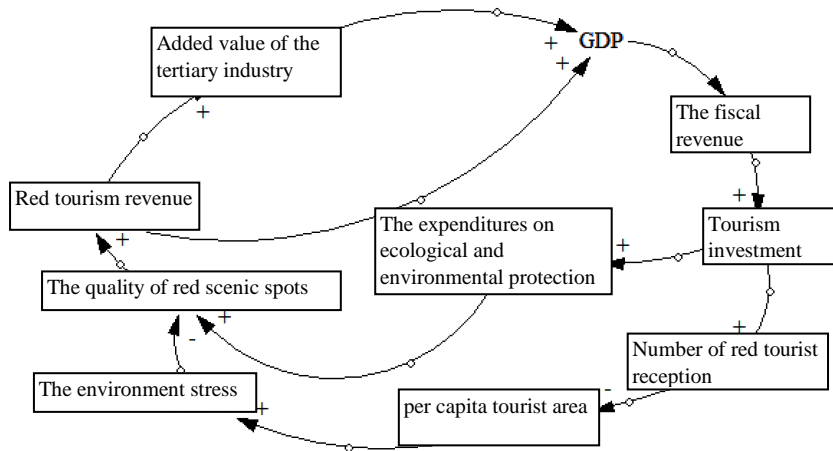 Added value of the
tertiary industry
+
+
GDP
The fiscal
revenue
+
Red tourism revenue
+
The expenditures on
ecological and
environmental protection
+
+
Tourism
investment
The quality of red scenic spots
-
+
+
Number of red tourist
reception
The environment stress
+
per capita tourist area
-